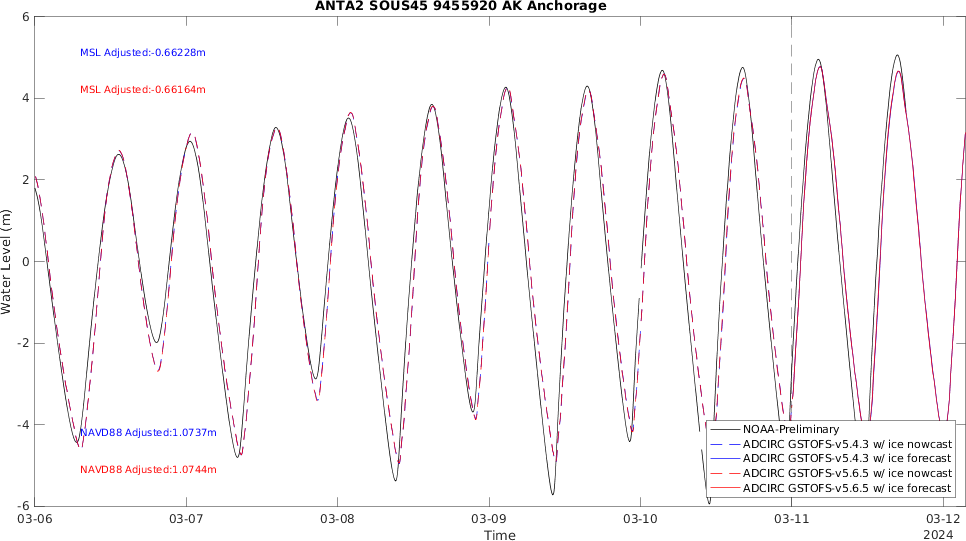 ANTA2 SOUS45 9455920 AK Anchorage
6
4
2
0
-2
-4
-6
Water Level (m)
MSL Adjusted:-0.66228m
MSL Adjusted:-0.66164m
NAVD88 Adjusted:1.0737m
NAVD88 Adjusted:1.0744m
NOAA-Preliminary
ADCIRC GSTOFS-v5.4.3 w/ ice nowcast
ADCIRC GSTOFS-v5.4.3 w/ ice forecast
ADCIRC GSTOFS-v5.6.5 w/ ice nowcast
ADCIRC GSTOFS-v5.6.5 w/ ice forecast
03-06 03-07 03-08 03-09 03-10 03-11 03-12
Time
2024